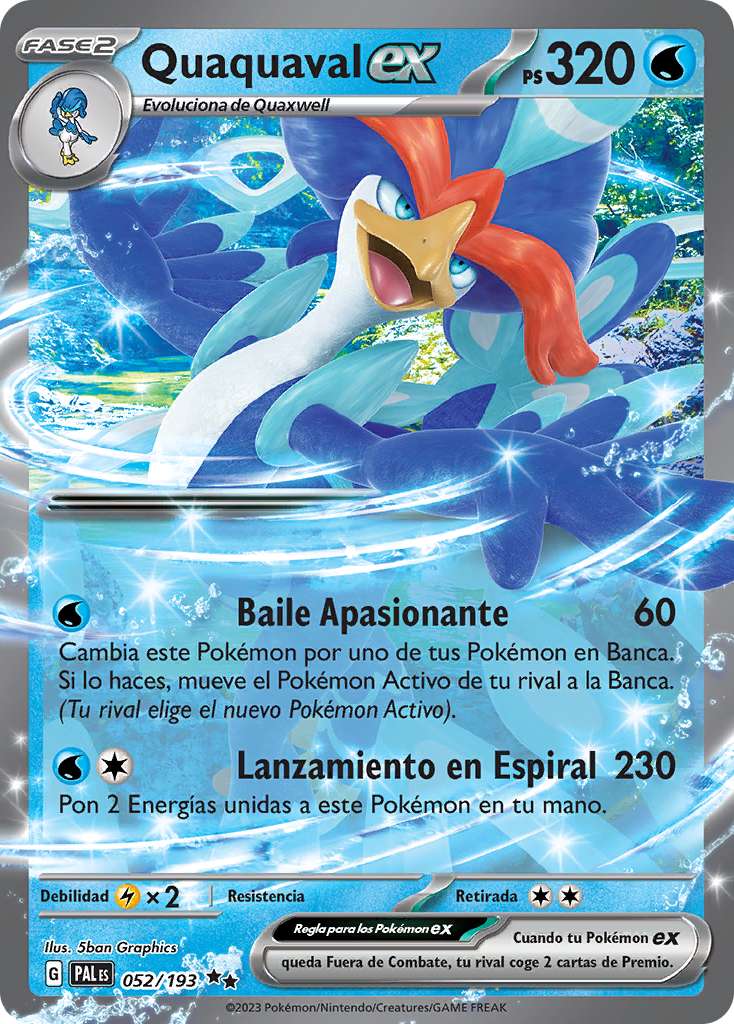 FASE 2
Quaquaval ex
PS 320
Evoluciona de Quaxwell
Baile Apasionante 60
Cambia este Pokémon por uno de tus Pokémon en Banca.
Si lo haces, mueve el Pokémon Activo de tu rival a la Banca.
(Tu rival elige el nuevo Pokémon Activo).
Lanzamiento en Espiral 230
Pon 2 Energías unidas a este Pokémon en tu mano.
Debilidad ×2 Resistencia Retirada
Ilus. 5ban Graphics
Regla para los Pokémon ex
Cuando tu Pokémon ex
queda Fuera de Combate, tu rival coge 2 cartas de Premio.
G PAL ES 052/193
©2023 Pokémon/Nintendo/Creatures/GAME FREAK